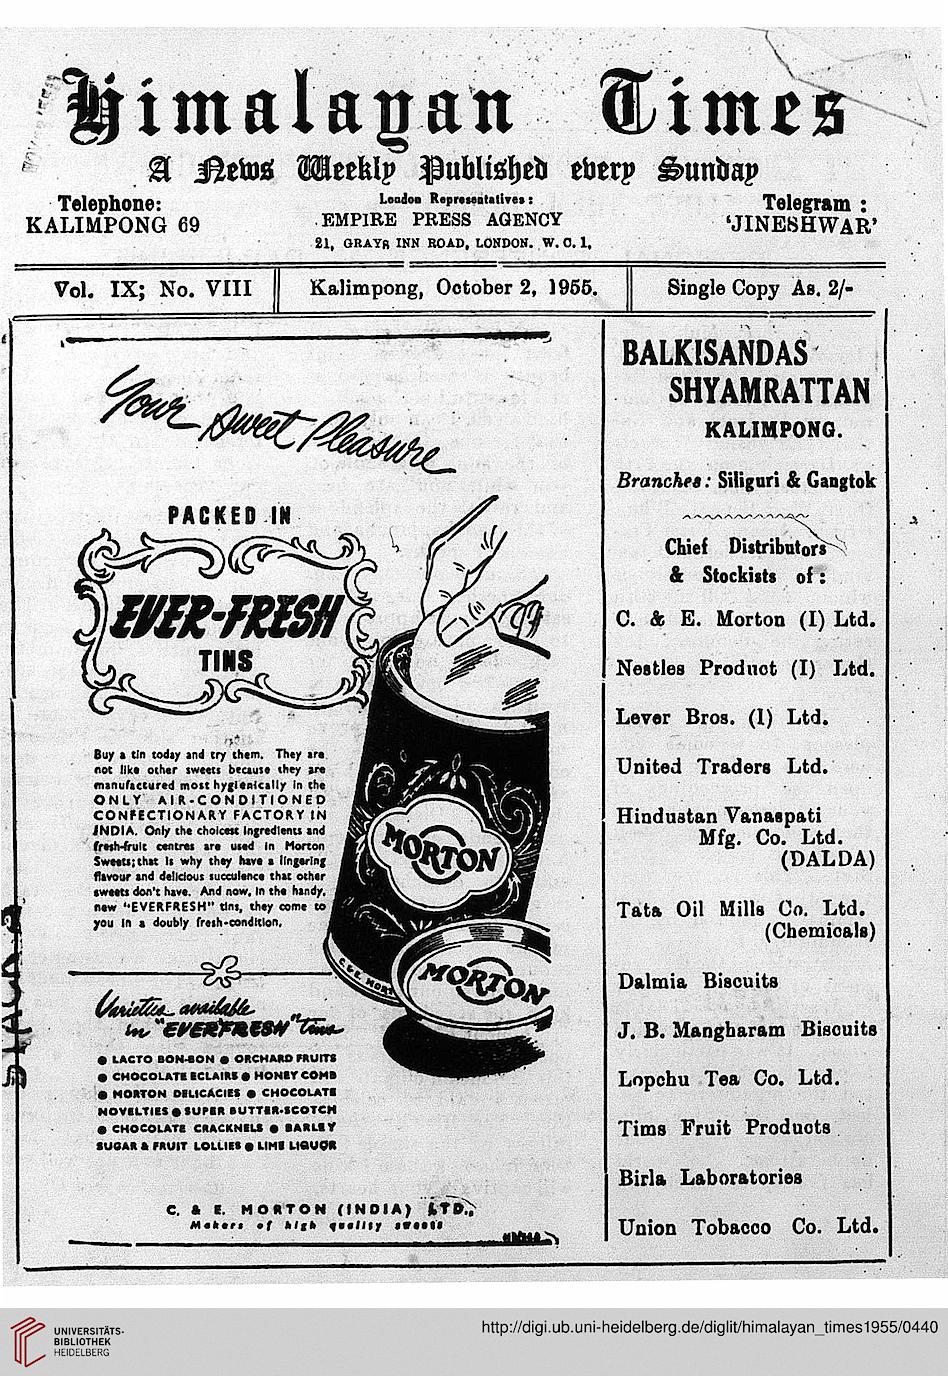 Himalayan Times
A News Weekly Published every Sunday
Telephone:
KALIMPONG 69
London Representatives:
EMPIRE PRESS AGENCY
21, GRAYS INN ROAD, LONDON. W. C. 1,
Telegram :
‘JINESHWAR’
Vol. IX; No. VIII
Kalimpong, October 2, 1955.
Single Copy As. 2/-
Your Sweet Pleasure
PACKED IN
EVER-FRESH
TINS
Buy a tin today and try them. They are
not like other sweets because they are
manufactured most hygienically in the
ONLY AIR-CONDITIONED
CONFECTIONARY FACTORY IN
INDIA. Only the choicest ingredients and
fresh-fruit centres are used in Morton
Sweets; that is why they have a lingering
flavour and delicious succulence that other
sweets don't have. And now, in the handy,
new "EVERFRESH" tins, they come to
you in a doubly fresh-condition.
MORTON
C. & E. MORT
MORTON
Varieties available
in "EVERFRESH" Tins
● LACTO BON-BON ● ORCHARD FRUITS
● CHOCOLATE ECLAIRS ● HONEY COMB
● MORTON DELICACIES ● CHOCOLATE
NOVELTIES ● SUPER BUTTER-SCOTCH
● CHOCOLATE CRACKNELS ● BARLEY
SUGAR & FRUIT LOLLIES ● LIME LIQUOR
C. & E. MORTON (INDIA) LTD.,
Makers of high quality sweets
BALKISANDAS
SHYAMRATTAN
KALIMPONG.
Branches: Siliguri & Gangtok
Chief Distributors
& Stockists of :
C. & E. Morton (I) Ltd.
Nestles Product (I) Ltd.
Lever Bros. (I) Ltd.
United Traders Ltd.
Hindustan Vanaspati
Mfg. Co. Ltd.
(DALDA)
Tata Oil Mills Co. Ltd.
(Chemicals)
Dalmia Biscuits
J. B. Mangharam Biscuits
Lopchu Tea Co. Ltd.
Tims Fruit Products
Birla Laboratories
Union Tobacco Co. Ltd.
UNIVERSITÄTS-
BIBLIOTHEK
HEIDELBERG
http://digi.ub.uni-heidelberg.de/diglit/himalayan_times1955/0440